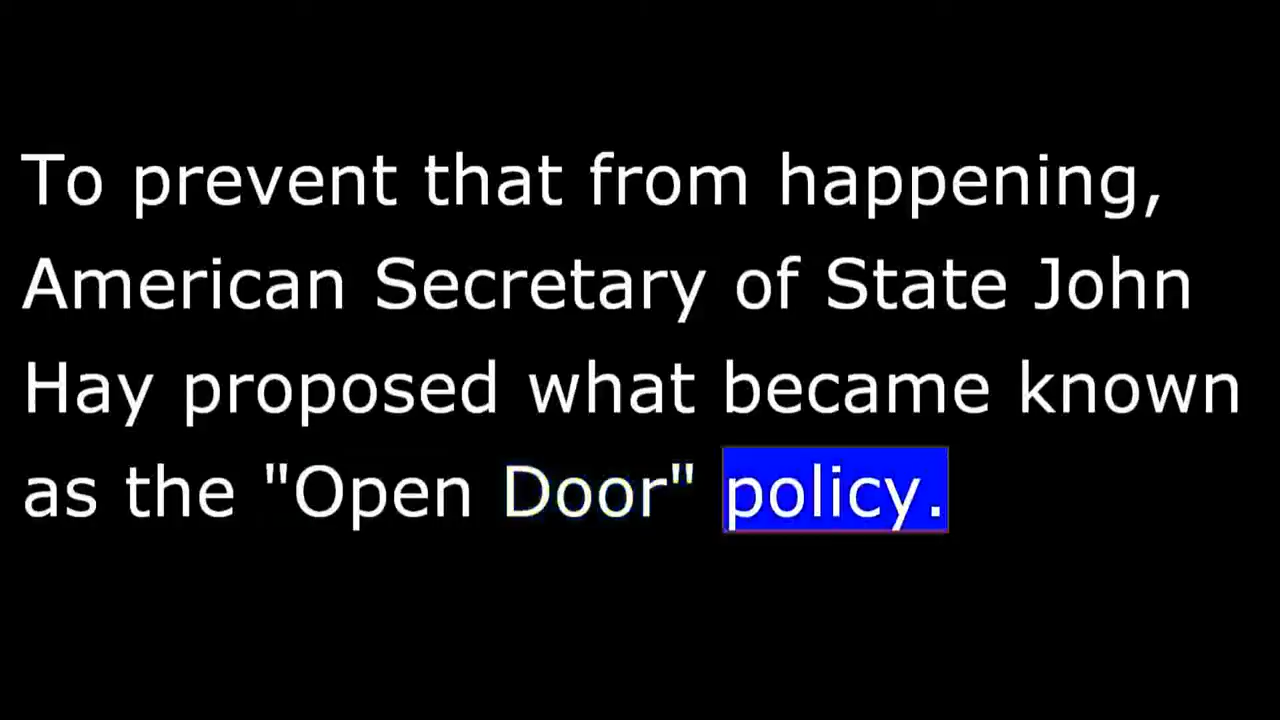 To prevent that from happening,
American Secretary of State John
Hay proposed what became known
as the "Open Door" policy.